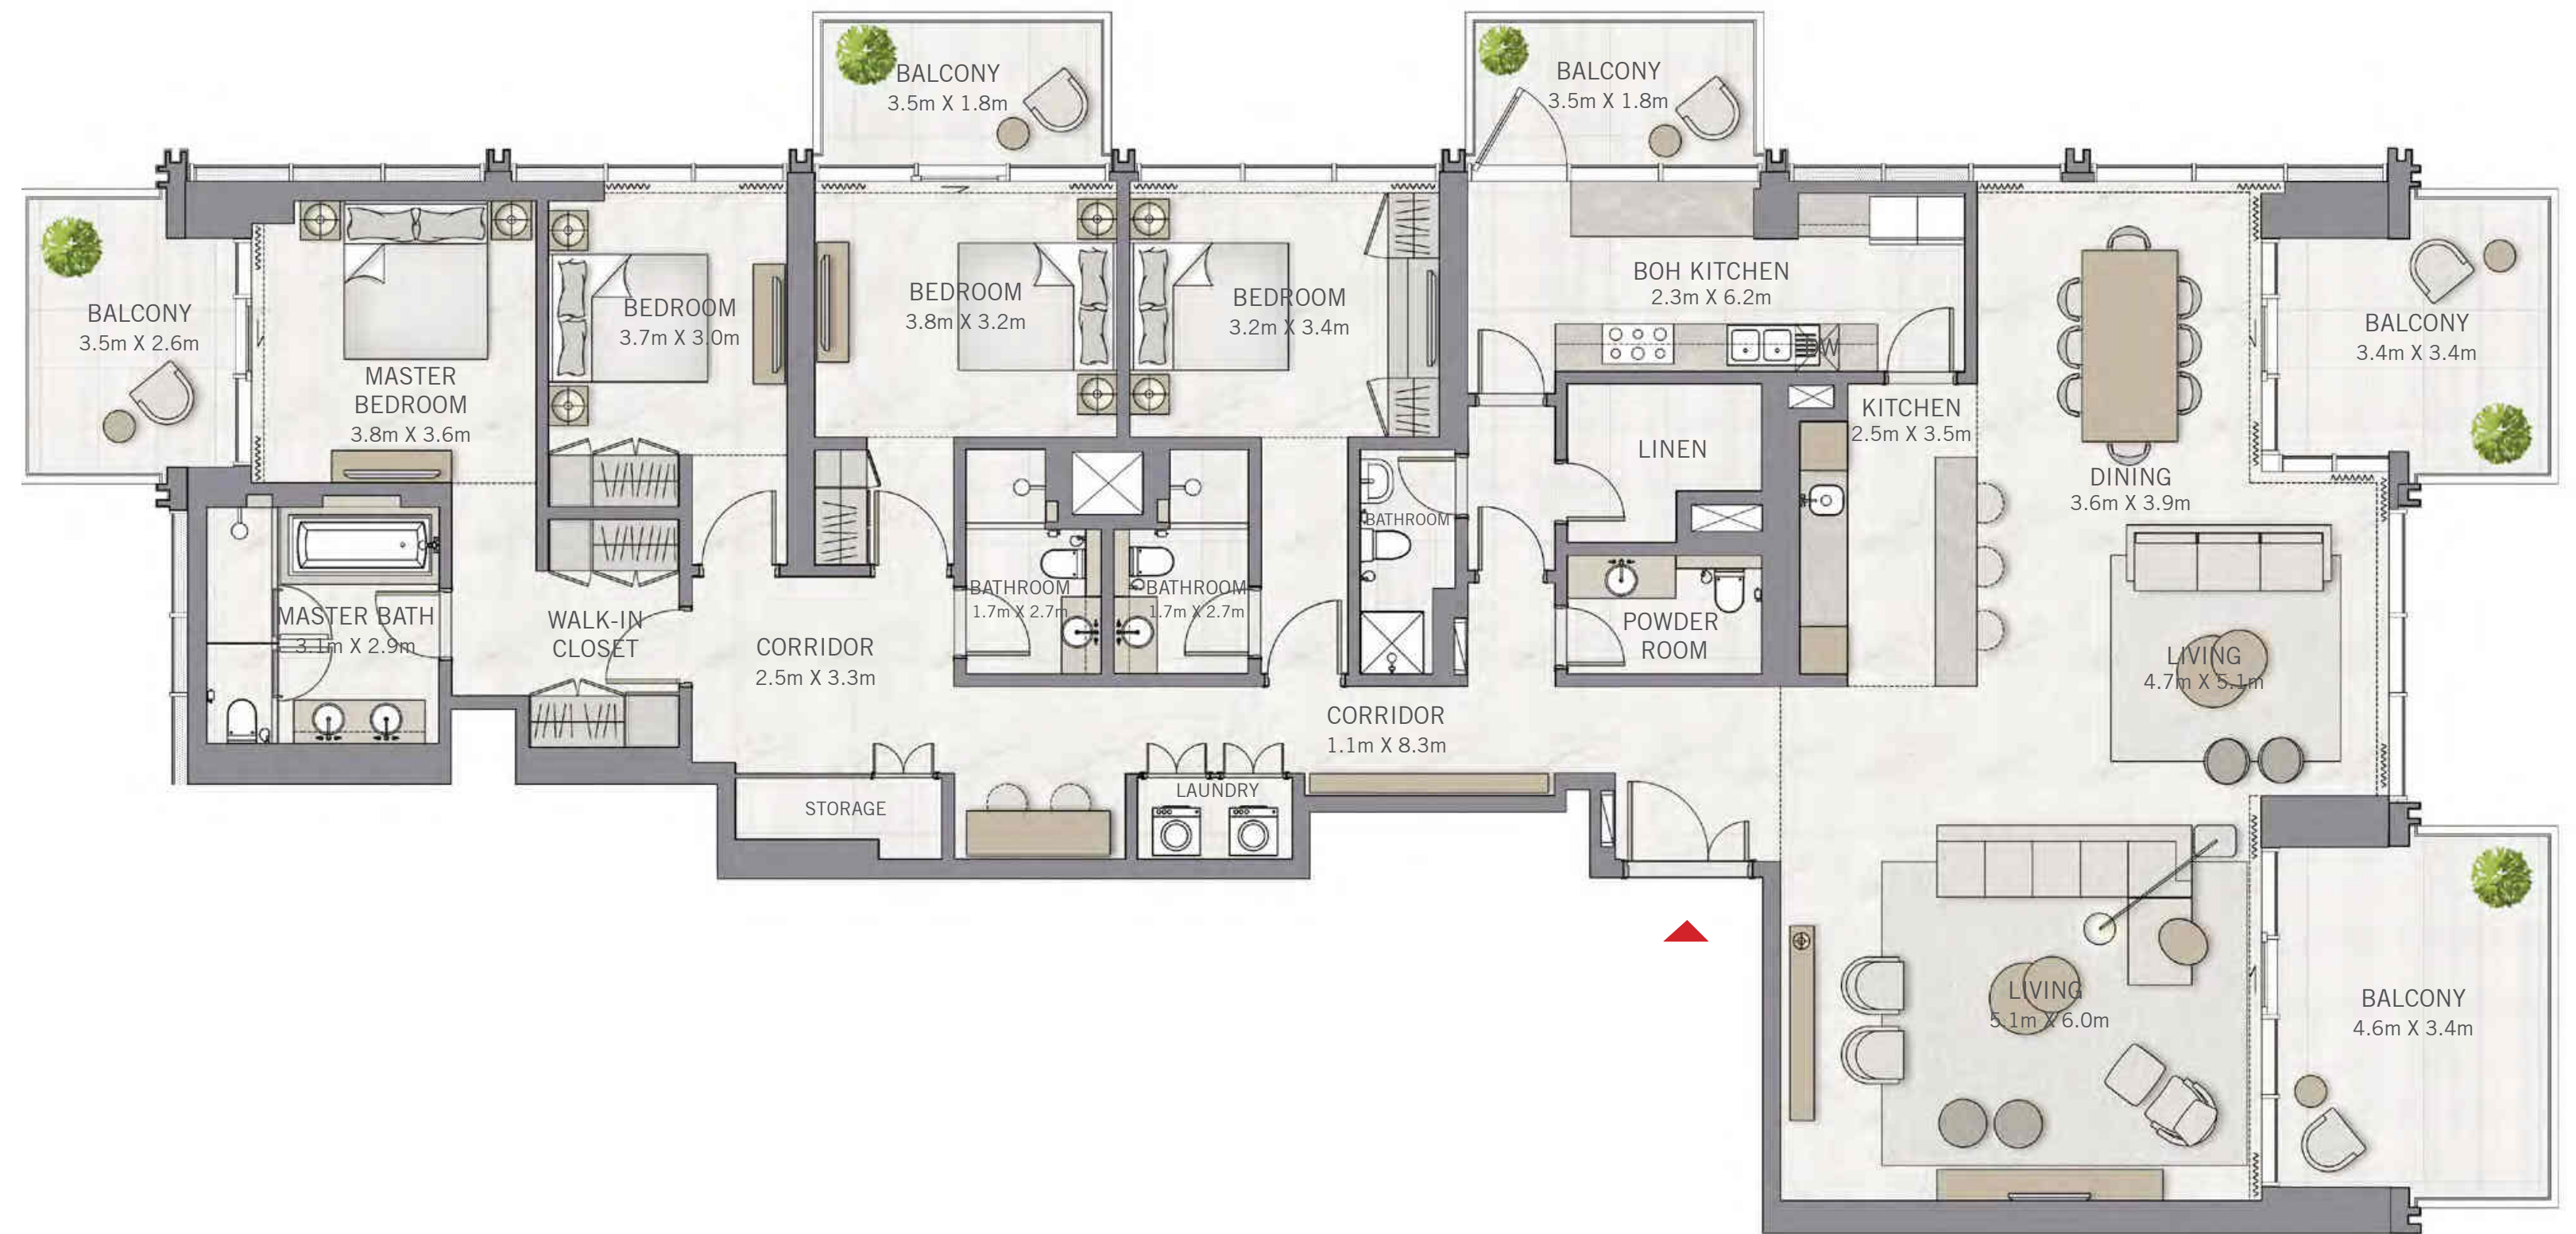 BALCONY
3.5m X 1.8m
BALCONY
3.5m X 1.8m
BALCONY
3.5m X 2.6m
MASTER
BEDROOM
3.8m X 3.6m
BEDROOM
3.7m X 3.0m
BEDROOM
3.8m X 3.2m
BEDROOM
3.2m X 3.4m
BOH KITCHEN
2.3m X 6.2m
DW
KITCHEN
2.5m X 3.5m
LINEN
DINING
3.6m X 3.9m
BALCONY
3.4m X 3.4m
MASTER BATH
3.1m X 2.9m
WALK-IN
CLOSET
CORRIDOR
2.5m X 3.3m
BATHROOM
1.7m X 2.7m
BATHROOM
1.7m X 2.7m
BATHROOM
POWDER
ROOM
LIVING
4.7m X 5.1m
CORRIDOR
1.1m X 8.3m
STORAGE
LAUNDRY
LIVING
5.1m X 6.0m
BALCONY
4.6m X 3.4m